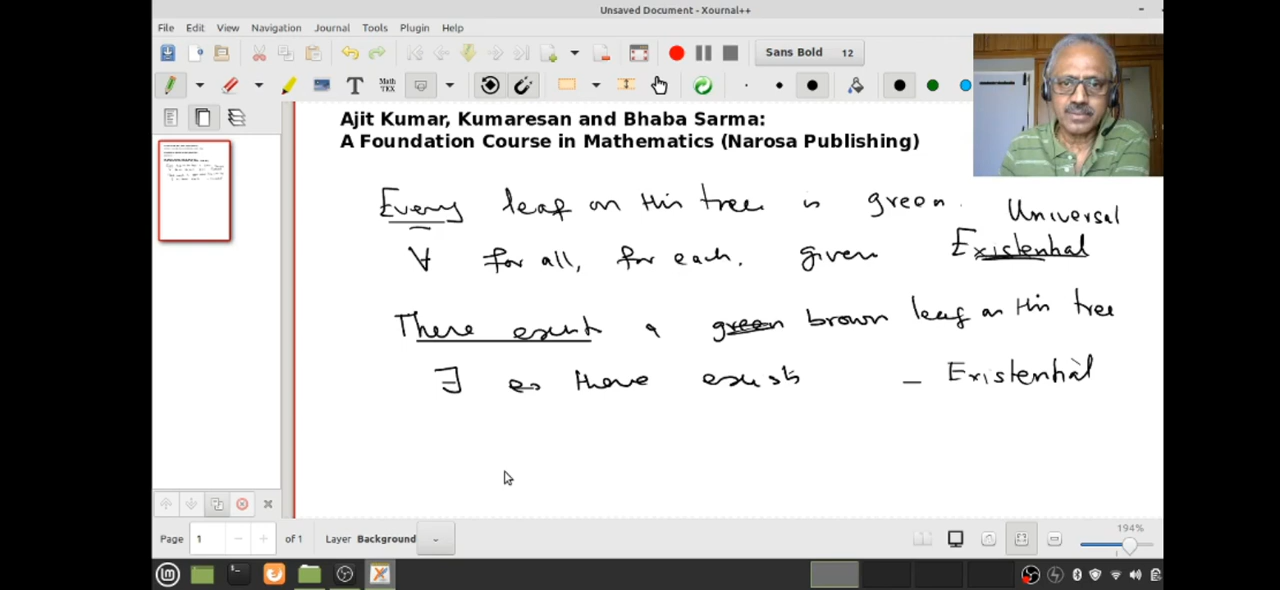 Unsaved Document - Xournal++
File Edit View Navigation Journal Tools Plugin Help
Sans Bold 12
T Math TEX
Ajit Kumar, Kumaresan and Bhaba Sarma:
A Foundation Course in Mathematics (Narosa Publishing)
Every leaf on this tree is green. Universal
∀ for all, for each, given Existential
There exist a green brown leaf on this tree
∃ there exists – Existential
Page 1 of 1 Layer Background 194%